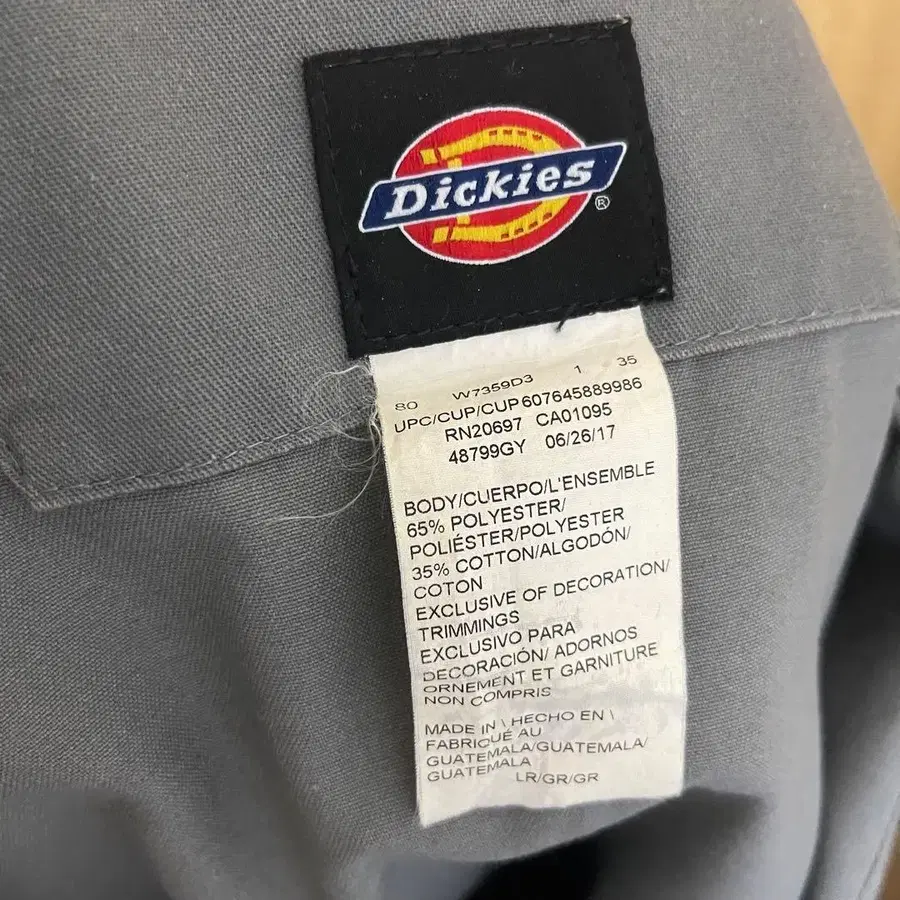 Dickies®
80 W7359D3 1 35
UPC/CUP/CUP 607645889986
RN20697 CA01095
48799GY 06/26/17
BODY/CUERPO/L'ENSEMBLE
65% POLYESTER/
POLIÉSTER/POLYESTER
35% COTTON/ALGODÓN/
COTON
EXCLUSIVE OF DECORATION/
TRIMMINGS
EXCLUSIVO PARA
DECORACIÓN/ ADORNOS
ORNEMENT ET GARNITURE
NON COMPRIS
MADE IN \ HECHO EN \
FABRIQUÉ AU
GUATEMALA/GUATEMALA/
GUATEMALA
LR/GR/GR